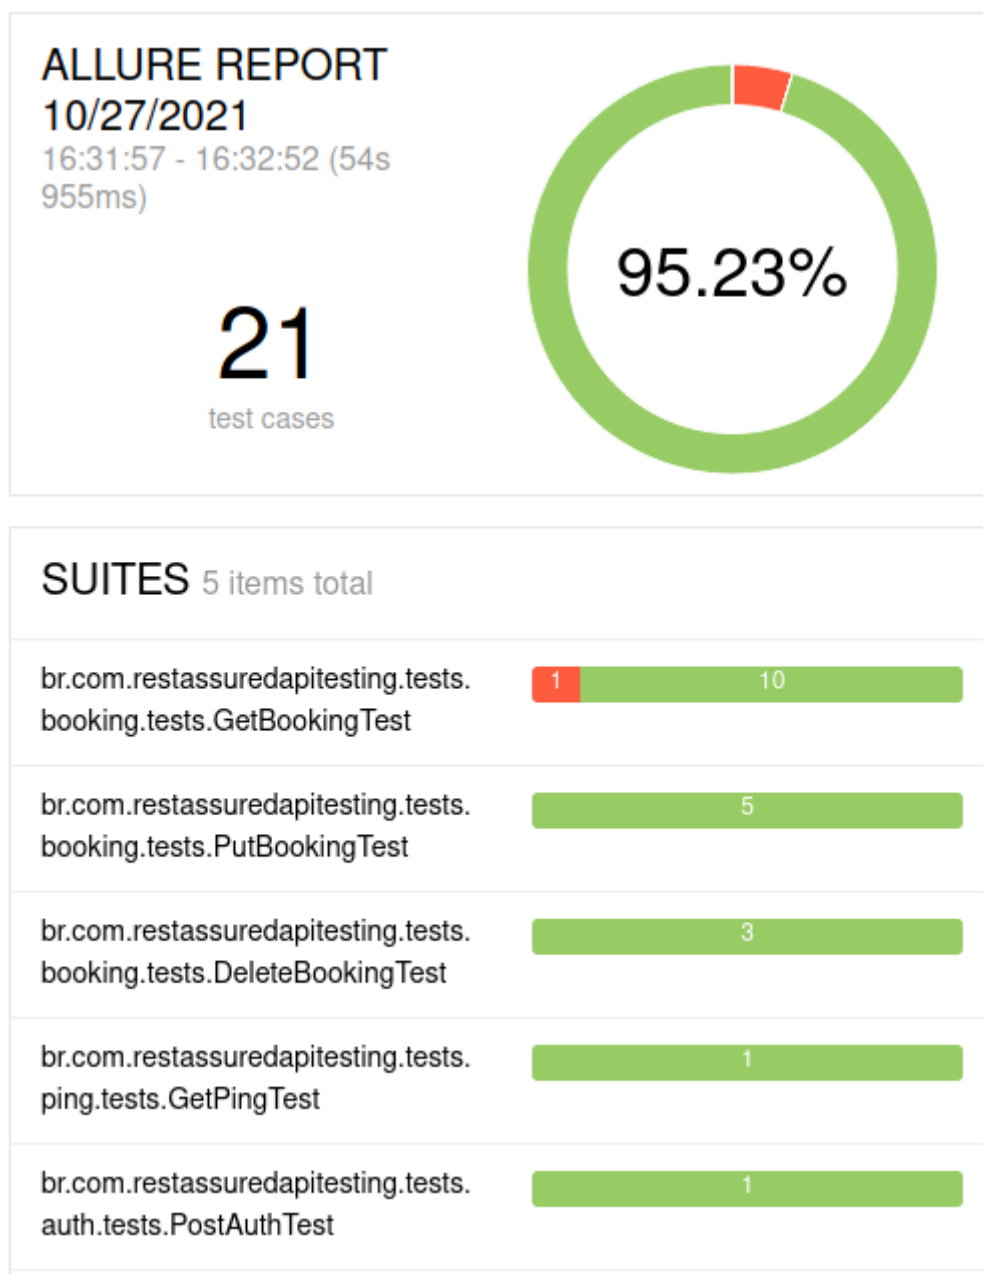 ALLURE REPORT
10/27/2021
16:31:57 - 16:32:52 (54s
955ms)
21
test cases
95.23%
SUITES 5 items total
br.com.restassuredapitesting.tests.
booking.tests.GetBookingTest
1 10
br.com.restassuredapitesting.tests.
booking.tests.PutBookingTest
5
br.com.restassuredapitesting.tests.
booking.tests.DeleteBookingTest
3
br.com.restassuredapitesting.tests.
ping.tests.GetPingTest
1
br.com.restassuredapitesting.tests.
auth.tests.PostAuthTest
1